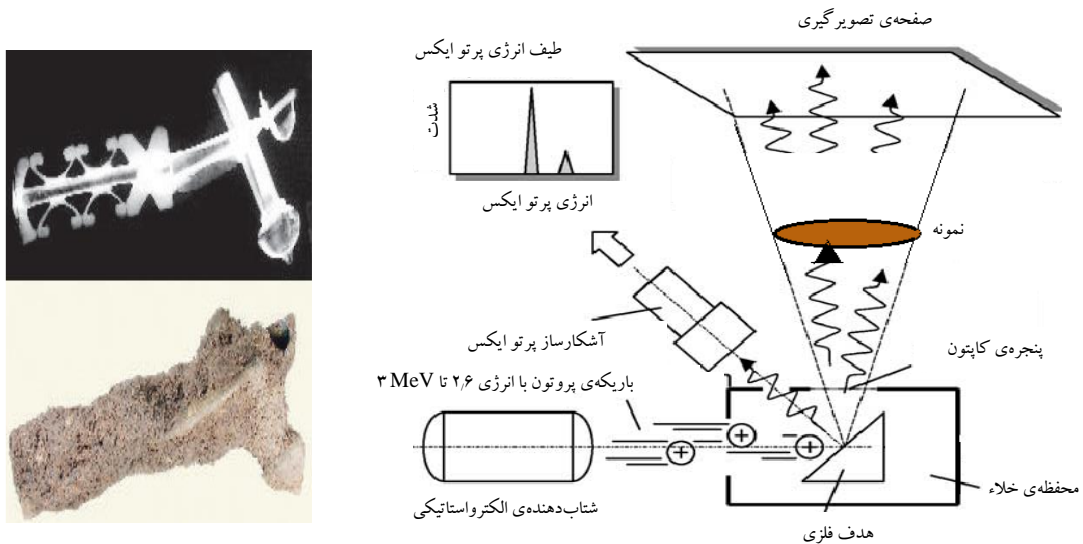 صفحه‌ی تصویرگیری
طیف انرژی پرتو ایکس
شدت
انرژی پرتو ایکس
نمونه
پنجره‌ی کاپتون
آشکارساز پرتو ایکس
باریکه‌ی پروتون با انرژی ۲٫۶ تا ۳ MeV
محفظه‌ی خلاء
شتاب‌دهنده‌ی الکترواستاتیکی
هدف فلزی